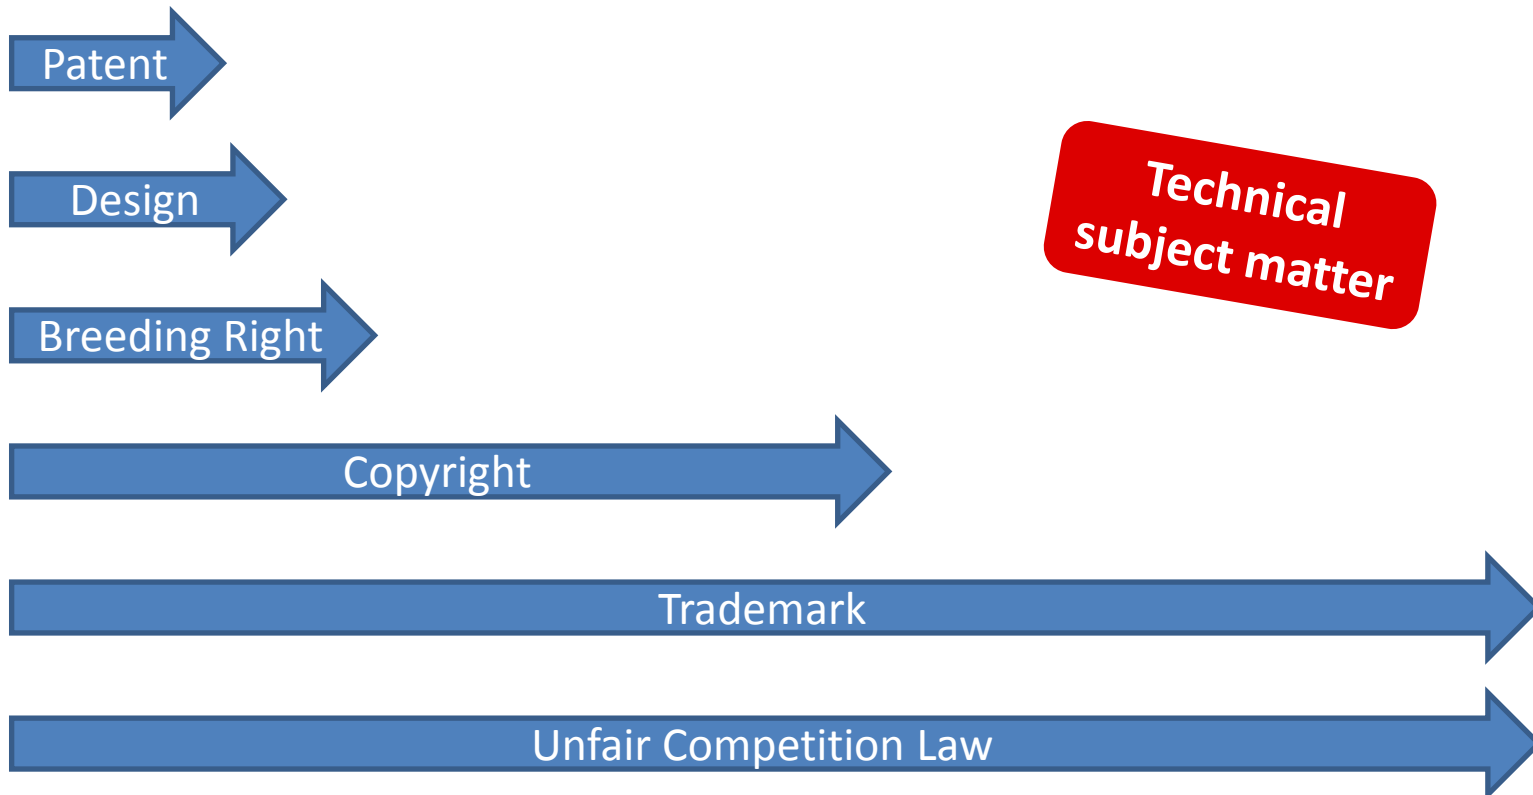 Patent
Technical
subject matter
Design
Breeding Right
Copyright
Trademark
Unfair Competition Law